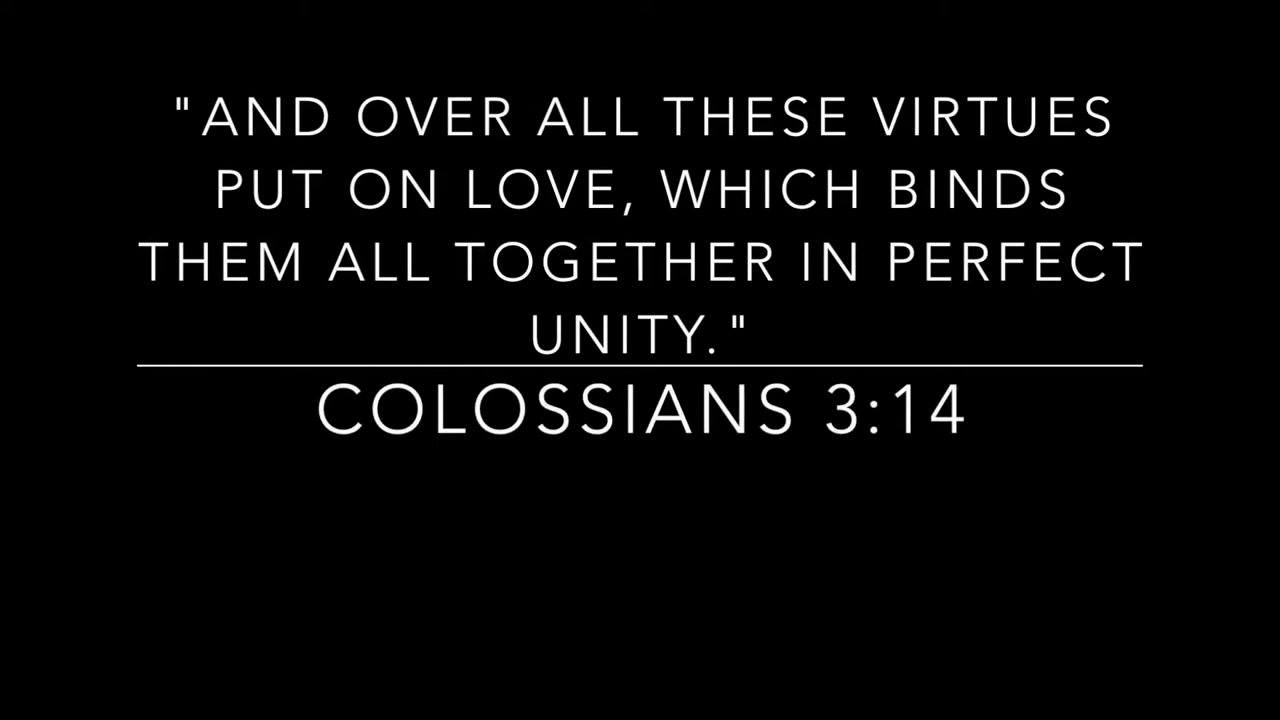 "AND OVER ALL THESE VIRTUES
PUT ON LOVE, WHICH BINDS
THEM ALL TOGETHER IN PERFECT
UNITY."
COLOSSIANS 3:14